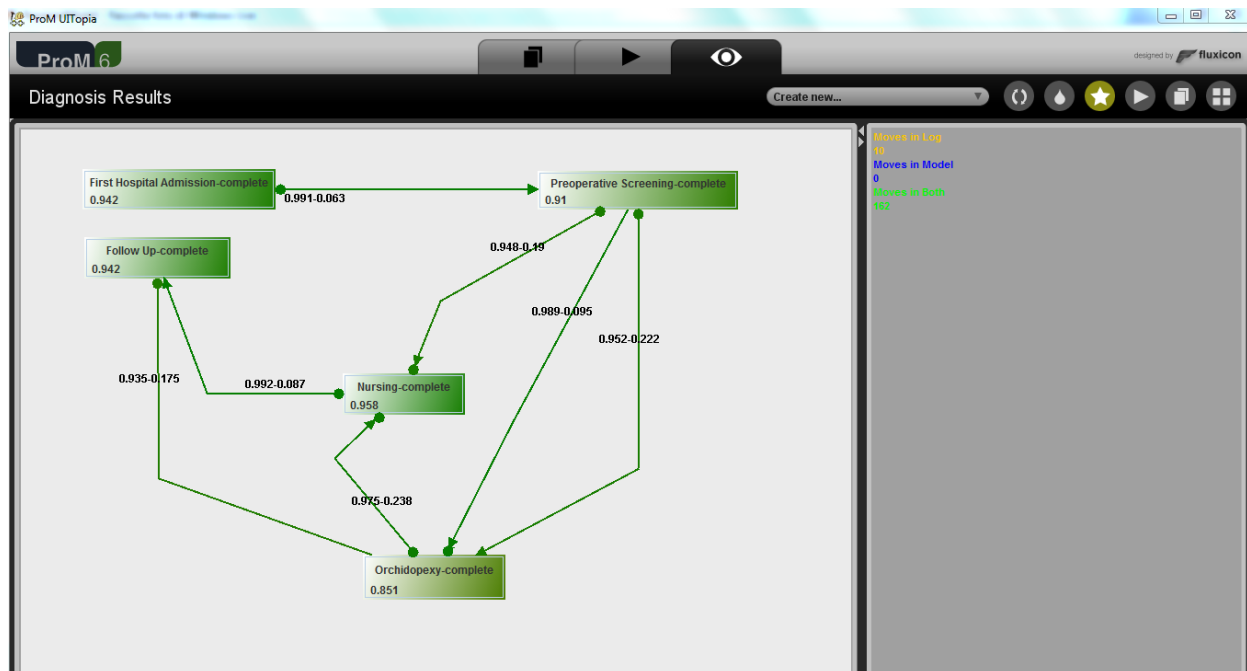 ProM UITopia
ProM 6
designed by fluxicon
Diagnosis Results
Create new...
First Hospital Admission-complete
0.942
0.991-0.063
Preoperative Screening-complete
0.91
Follow Up-complete
0.942
0.948-0.19
0.989-0.095
0.952-0.222
0.935-0.175
0.992-0.087
Nursing-complete
0.958
0.975-0.238
Orchidopexy-complete
0.851
Moves in Log
10
Moves in Model
0
Moves in Both
162